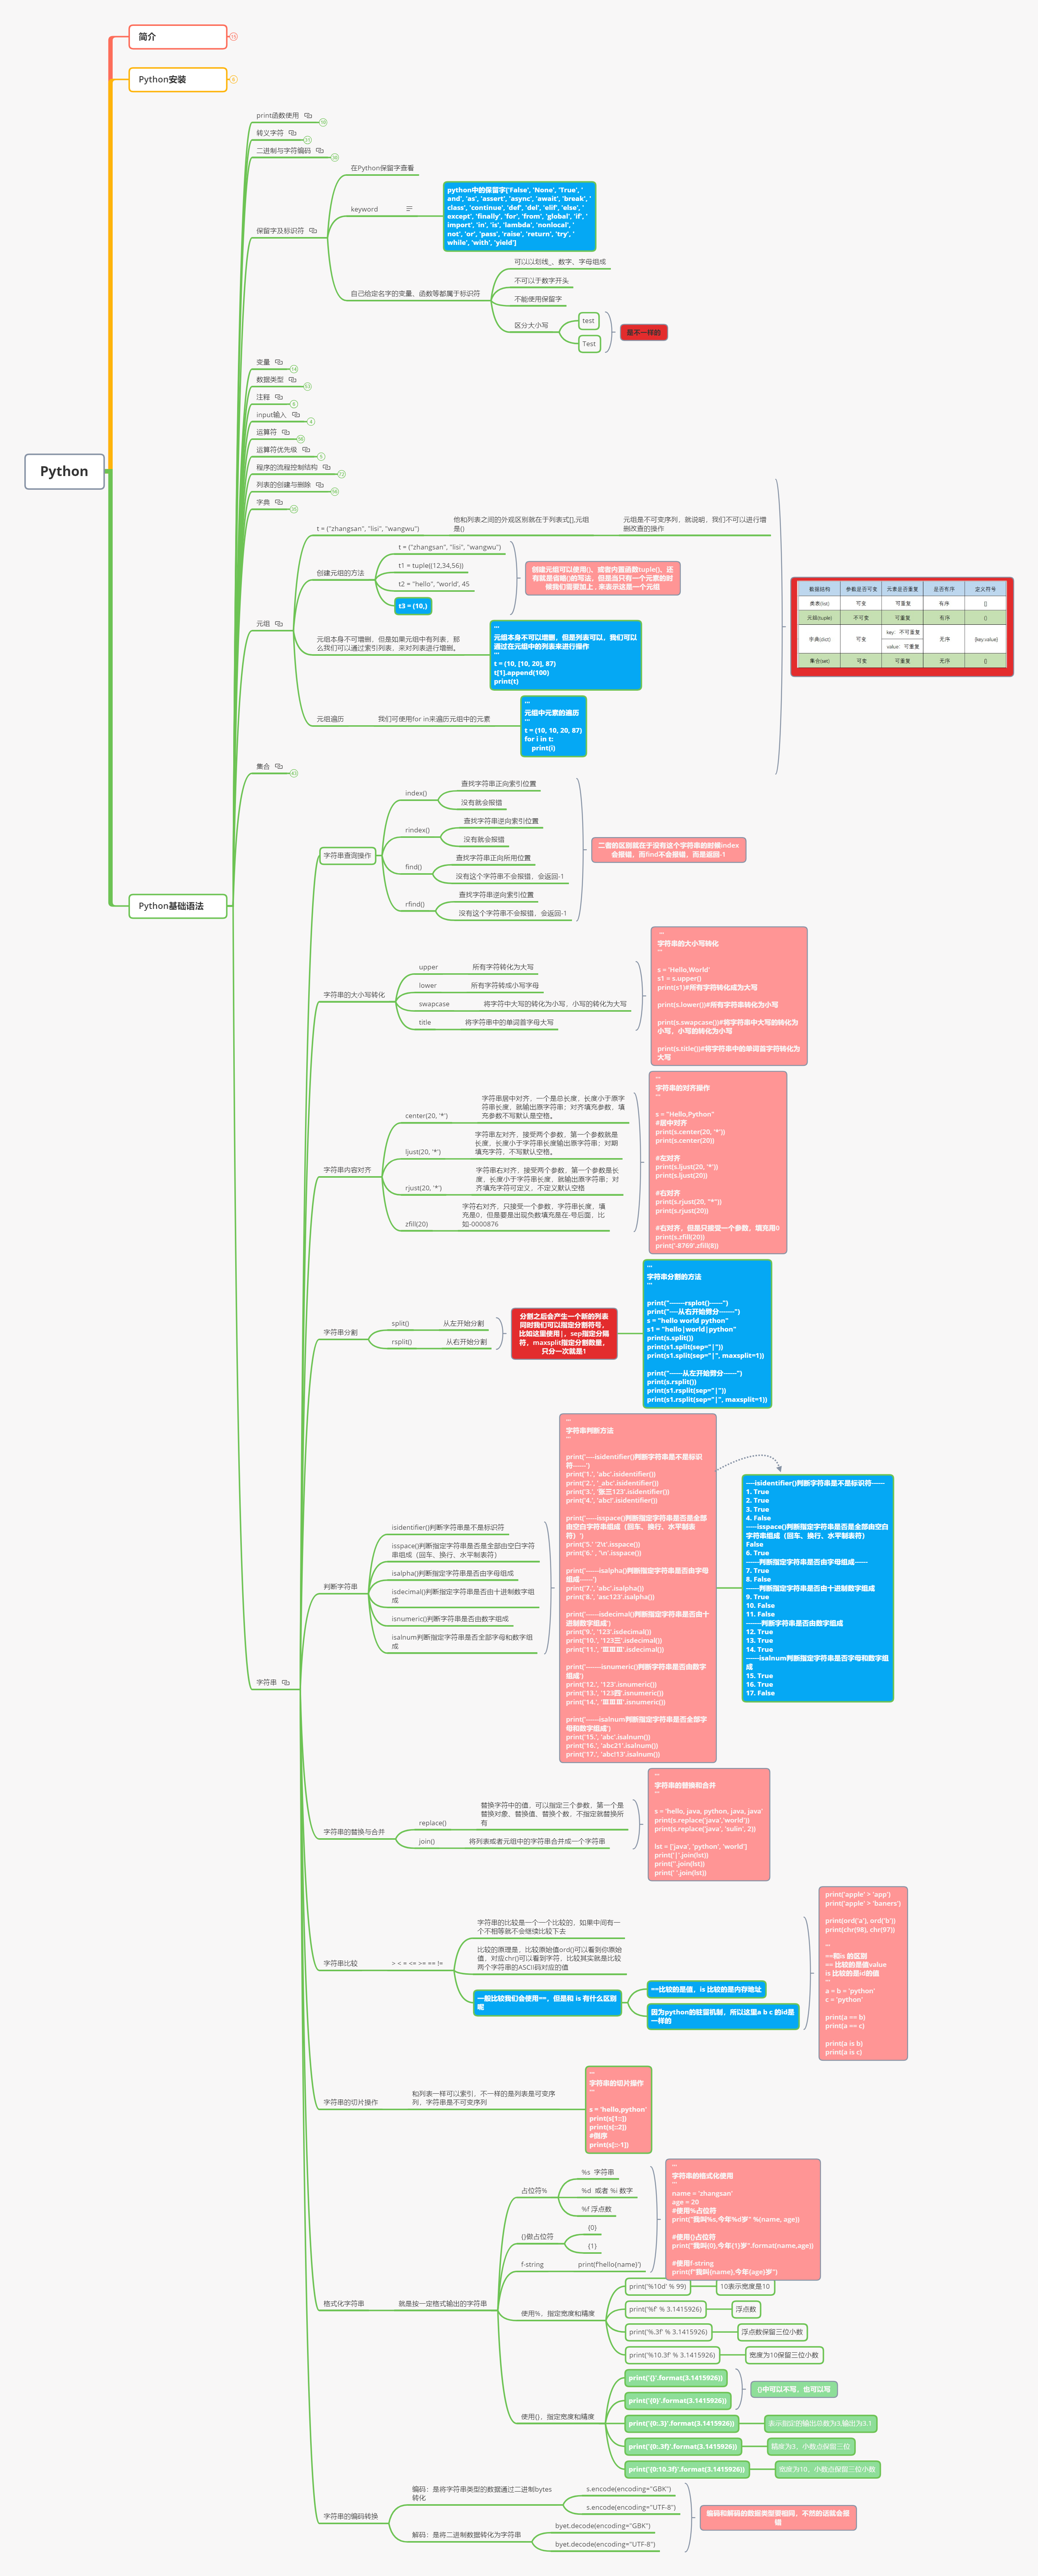 简介
Python安装
Python
Python基础语法
print函数使用
转义字符
二进制与字符编码
保留字及标识符
在Python保留字查看
keyword
python中的保留字['False', 'None', 'True', '
and', 'as', 'assert', 'async', 'await', 'break', '
class', 'continue', 'def', 'del', 'elif', 'else', '
except', 'finally', 'for', 'from', 'global', 'if', '
import', 'in', 'is', 'lambda', 'nonlocal', '
not', 'or', 'pass', 'raise', 'return', 'try', '
while', 'with', 'yield']
自己给定名字的变量、函数等都属于标识符
可以以划线_、数字、字母组成
不可以于数字开头
不能使用保留字
区分大小写
test
Test
是不一样的
变量
数据类型
注释
input输入
运算符
运算符优先级
程序的流程控制结构
列表的创建与删除
字典
元组
t = ("zhangsan", "lisi", "wangwu")
他和列表之间的外观区别就在于列表式[],元组
是()
元组是不可变序列，就说明，我们不可以进行增
删改查的操作
创建元组的方法
t = ("zhangsan", "lisi", "wangwu")
t1 = tuple((12,34,56))
t2 = "hello", "world", 45
t3 = (10,)
创建元组可以使用()，或者内置函数tuple()，还
有就是省略()的写法，但是当只有一个元素的时
候我们需要加上 , 来表示这是一个元组
元组本身不可增删，但是如果元组中有列表，那
么我们可以通过索引列表，来对列表进行增删。
'''
元组本身不可以增删，但是列表可以，我们可以
通过在元组中的列表来进行操作
'''
t = (10, [10, 20], 87)
t[1].append(100)
print(t)
元组遍历
我们可使用for in来遍历元组中的元素
'''
元组中元素的遍历
'''
t = (10, 10, 20, 87)
for i in t:
print(i)
数据结构 参数是否可变 元素是否重复 是否有序 定义符号
类表(list) 可变 可重复 有序 []
元组(tuple) 不可变 可重复 有序 ()
字典(dict) 可变 key：不可重复 无序 {key:value}
value：可重复
集合(set) 可变 可重复 无序 {}
集合
字符串
字符串查询操作
index()
查找字符串正向索引位置
没有就会报错
rindex()
查找字符串逆向索引位置
没有就会报错
find()
查找字符串正向所用位置
没有这个字符串不会报错，会返回-1
rfind()
查找字符串逆向索引位置
没有这个字符串不会报错，会返回-1
二者的区别就在于没有这个字符串的时候index
会报错，而find不会报错，而是返回-1
字符串的大小写转化
upper
所有字符转化为大写
lower
所有字符转成小写字母
swapcase
将字符中大写的转化为小写，小写的转化为大写
title
将字符串中的单词首字母大写
'''
字符串的大小写转化
'''
s = 'Hello,World'
s1 = s.upper()
print(s1)#所有字符转化成为大写
print(s.lower())#所有字符串转化为小写
print(s.swapcase())#将字符串中大写的转化为
小写，小写的转化为小写
print(s.title())#将字符串中的单词首字符转化为
大写
字符串内容对齐
center(20, '*')
字符串居中对齐，一个是总长度，长度小于原字
符串长度，就输出原字符串；对齐填充参数，填
充参数不写默认是空格。
ljust(20, '*')
字符串左对齐，接受两个参数，第一个参数就是
长度，长度小于字符串长度输出原字符串；对期
填充字符，不写默认空格。
rjust(20, '*')
字符串右对齐，接受两个参数，第一个参数是长
度，长度小于字符串长度，就输出原字符串；对
齐填充字符可定义，不定义默认空格
zfill(20)
字符右对齐，只接受一个参数，字符串长度，填
充是0，但是要是出现负数填充是在-号后面，比
如-0000876
'''
字符串的对齐操作
'''
s = "Hello,Python"
#居中对齐
print(s.center(20, '*'))
print(s.center(20))
#左对齐
print(s.ljust(20, '*'))
print(s.ljust(20))
#右对齐
print(s.rjust(20, "*"))
print(s.rjust(20))
#右对齐，但是只接受一个参数，填充用0
print(s.zfill(20))
print('-8769'.zfill(8))
字符串分割
split()
从左开始分割
rsplit()
从右开始分割
分割之后会产生一个新的列表
同时我们可以指定分割符号，
比如这里使用|，sep指定分隔
符，maxsplit指定分割数量，
只分一次就是1
'''
字符串分割的方法
'''
print("-------rsplot()------")
print("----从右开始劈分-------")
s = "hello world python"
s1 = "hello|world|python"
print(s.split())
print(s1.split(sep="|"))
print(s1.split(sep="|", maxsplit=1))
print("------从左开始劈分------")
print(s.rsplit())
print(s1.rsplit(sep="|"))
print(s1.rsplit(sep="|", maxsplit=1))
判断字符串
isidentifier()判断字符串是不是标识符
isspace()判断指定字符串是否是全部由空白字符
串组成（回车、换行、水平制表符）
isalpha()判断指定字符串是否由字母组成
isdecimal()判断指定字符串是否由十进制数字组
成
isnumeric()判断字符串是否由数字组成
isalnum判断指定字符串是否全部字母和数字组
成
'''
字符串判断方法
'''
print('----isidentifier()判断字符串是不是标识
符------')
print('1.', 'abc'.isidentifier())
print('2.', '_abc'.isidentifier())
print('3.', '张三123'.isidentifier())
print('4.', 'abc!'.isidentifier())
print('-----isspace()判断指定字符串是否是全部
由空白字符串组成（回车、换行、水平制表
符）')
print('5.' '2\t'.isspace())
print('6.' , '\n'.isspace())
print('------isalpha()判断指定字符串是否由字母
组成------')
print('7.', 'abc'.isalpha())
print('8.', 'asc123'.isalpha())
print('------isdecimal()判断指定字符串是否由十
进制数字组成')
print('9.', '123'.isdecimal())
print('10.', '123三'.isdecimal())
print('11.', 'ⅢⅢⅢ'.isdecimal())
print('-------isnumeric()判断字符串是否由数字
组成')
print('12.', '123'.isnumeric())
print('13.', '123四'.isnumeric())
print('14.', 'ⅢⅢⅢ'.isnumeric())
print('------isalnum判断指定字符串是否全部字
母和数字组成')
print('15.', 'abc'.isalnum())
print('16.', 'abc21'.isalnum())
print('17.', 'abc!13'.isalnum())
----isidentifier()判断字符串是不是标识符------
1. True
2. True
3. True
4. False
-----isspace()判断指定字符串是否是全部由空白
字符串组成（回车、换行、水平制表符）
False
6. True
------判断指定字符串是否由字母组成------
7. True
8. False
------判断指定字符串是否由十进制数字组成
9. True
10. False
11. False
-------判断字符串是否由数字组成
12. True
13. True
14. True
------isalnum判断指定字符串是否字母和数字组
成
15. True
16. True
17. False
字符串的替换与合并
replace()
替换字符中的值，可以指定三个参数，第一个是
替换对象、替换值、替换个数，不指定就替换所
有
join()
将列表或者元组中的字符串合并成一个字符串
'''
字符串的替换和合并
'''
s = 'hello, java, python, java, java'
print(s.replace('java','world'))
print(s.replace('java', 'sulin', 2))
lst = ['java', 'python', 'world']
print('|'.join(lst))
print(''.join(lst))
print(' '.join(lst))
字符串比较
> < = <= >= == !=
字符串的比较是一个一个比较的，如果中间有一
个不相等就不会继续比较下去
比较的原理是，比较原始值ord()可以看到你原始
值，对应chr()可以看到字符，比较其实就是比较
两个字符串的ASCII码对应的值
一般比较我们会使用==，但是和 is 有什么区别
呢
==比较的是值，is 比较的是内存地址
因为python的驻留机制，所以这里a b c 的id是
一样的
print('apple' > 'app')
print('apple' > 'baners')
print(ord('a'), ord('b'))
print(chr(98), chr(97))
'''
==和is 的区别
== 比较的是值value
is 比较的是id的值
'''
a = b = 'python'
c = 'python'
print(a == b)
print(a == c)
print(a is b)
print(a is c)
字符串的切片操作
和列表一样可以索引，不一样的是列表是可变序
列，字符串是不可变序列
'''
字符串的切片操作
'''
s = 'hello,python'
print(s[1::])
print(s[::2])
#倒序
print(s[::-1])
格式化字符串
就是按一定格式输出的字符串
占位符%
%s 字符串
%d 或者 %i 数字
%f 浮点数
{}做占位符
{0}
{1}
f-string
print(f'hello{name}')
'''
字符串的格式化使用
'''
name = 'zhangsan'
age = 20
#使用%占位符
print("我叫%s,今年%d岁" %(name, age))
#使用{}占位符
print("我叫{0},今年{1}岁".format(name,age))
#使用f-string
print(f"我叫{name},今年{age}岁")
使用%，指定宽度和精度
print('%10d' % 99)
10表示宽度是10
print('%f' % 3.1415926)
浮点数
print('%.3f' % 3.1415926)
浮点数保留三位小数
print('%10.3f' % 3.1415926)
宽度为10保留三位小数
使用{}，指定宽度和精度
print('{}'.format(3.1415926))
print('{0}'.format(3.1415926))
{}中可以不写，也可以写
print('{0:.3}'.format(3.1415926))
表示指定的输出总数为3,输出为3.1
print('{0:.3f}'.format(3.1415926))
精度为3，小数点保留三位
print('{0:10.3f}'.format(3.1415926))
宽度为10，小数点保留三位小数
字符串的编码转换
编码：是将字符串类型的数据通过二进制bytes
转化
s.encode(encoding="GBK")
s.encode(encoding="UTF-8")
解码：是将二进制数据转化为字符串
byet.decode(encoding="GBK")
byet.decode(encoding="UTF-8")
编码和解码的数据类型要相同，不然的话就会报
错